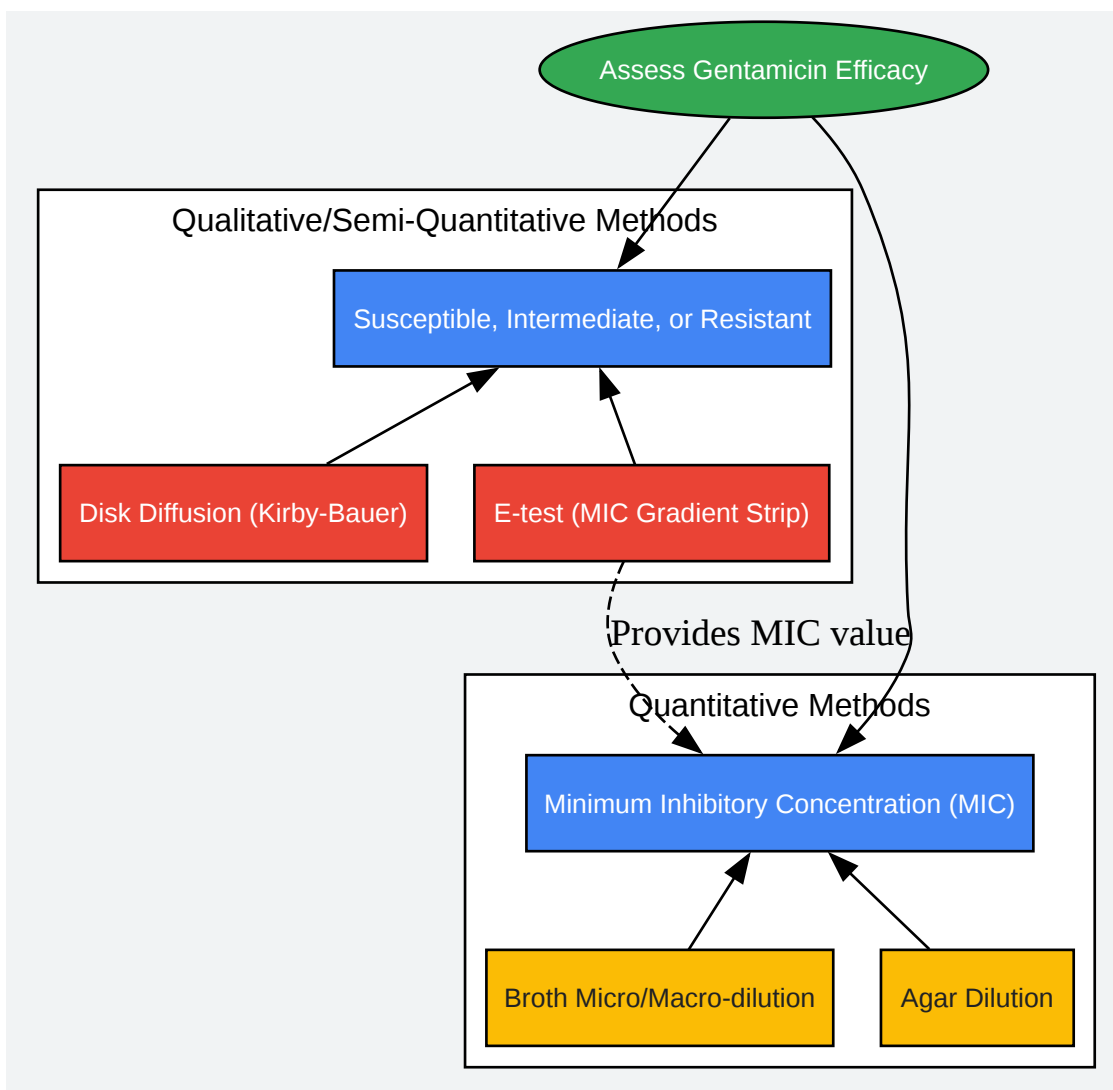 Assess Gentamicin Efficacy
Qualitative/Semi-Quantitative Methods
Susceptible, Intermediate, or Resistant
Disk Diffusion (Kirby-Bauer)
E-test (MIC Gradient Strip)
Provides MIC value
Quantitative Methods
Minimum Inhibitory Concentration (MIC)
Broth Micro/Macro-dilution
Agar Dilution